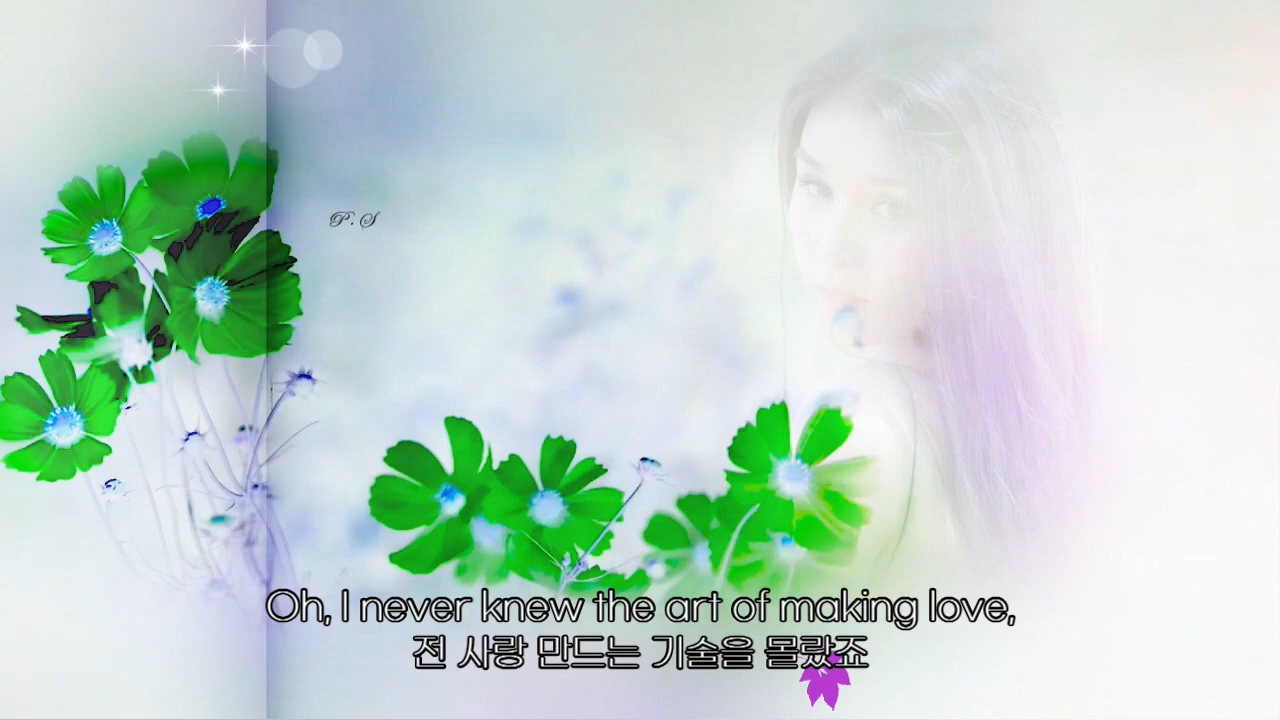 P.S
Oh, I never knew the art of making love,
전 사랑 만드는 기술을 몰랐죠